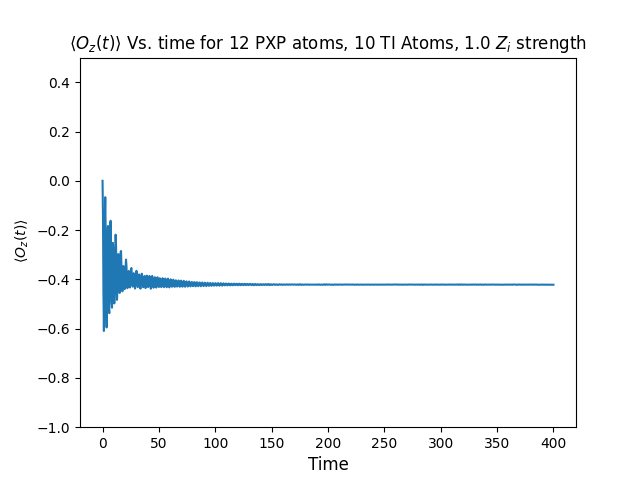 ⟨O_z(t)⟩ Vs. time for 12 PXP atoms, 10 TI Atoms, 1.0 Z_i strength
0.4
0.2
0.0
−0.2
−0.4
−0.6
−0.8
−1.0
⟨O_z(t)⟩
0 50 100 150 200 250 300 350 400
Time